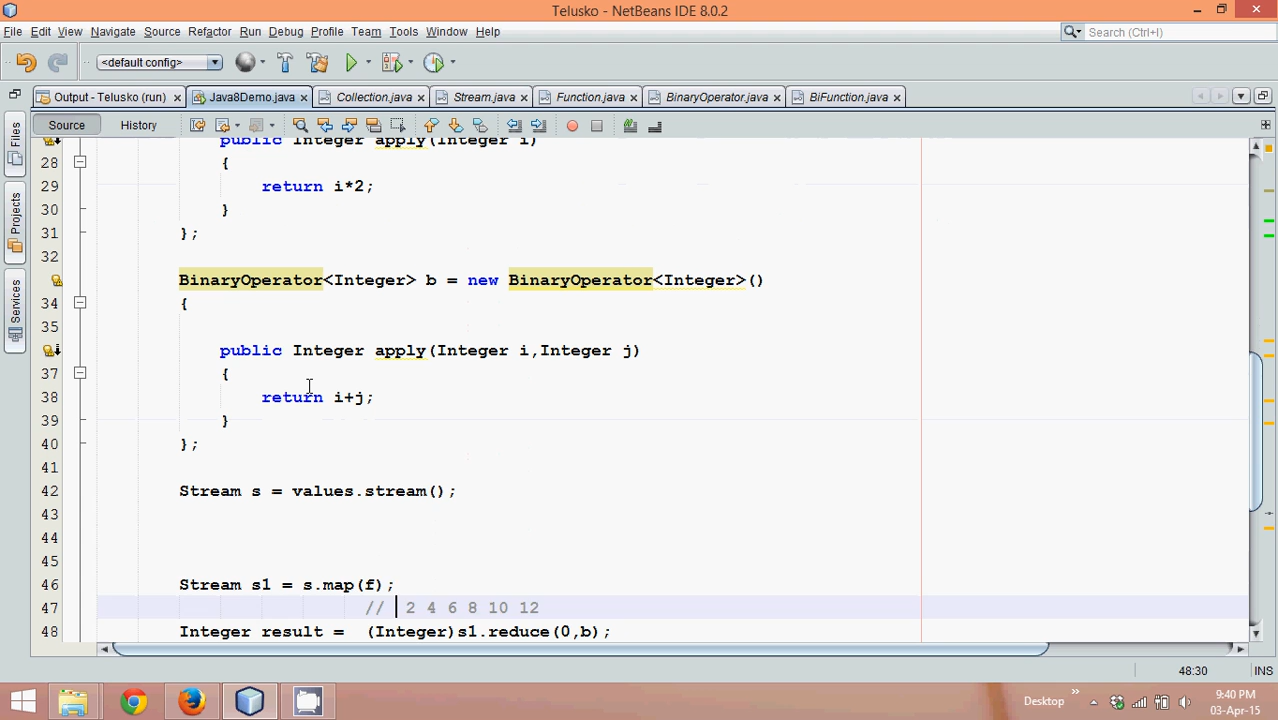 Telusko - NetBeans IDE 8.0.2
File Edit View Navigate Source Refactor Run Debug Profile Team Tools Window Help
Search (Ctrl+I)
<default config>
Output - Telusko (run) Java8Demo.java Collection.java Stream.java Function.java BinaryOperator.java BiFunction.java
Source History
Files
Projects
Services
public Integer apply(Integer i)
28 {
29 return i*2;
30 }
31 };
32
BinaryOperator<Integer> b = new BinaryOperator<Integer>()
34 {
35
public Integer apply(Integer i,Integer j)
37 {
38 return i+j;
39 }
40 };
41
42 Stream s = values.stream();
43
44
45
46 Stream s1 = s.map(f);
47 // 2 4 6 8 10 12
48 Integer result = (Integer)s1.reduce(0,b);
48:30 INS
Desktop
9:40 PM
03-Apr-15